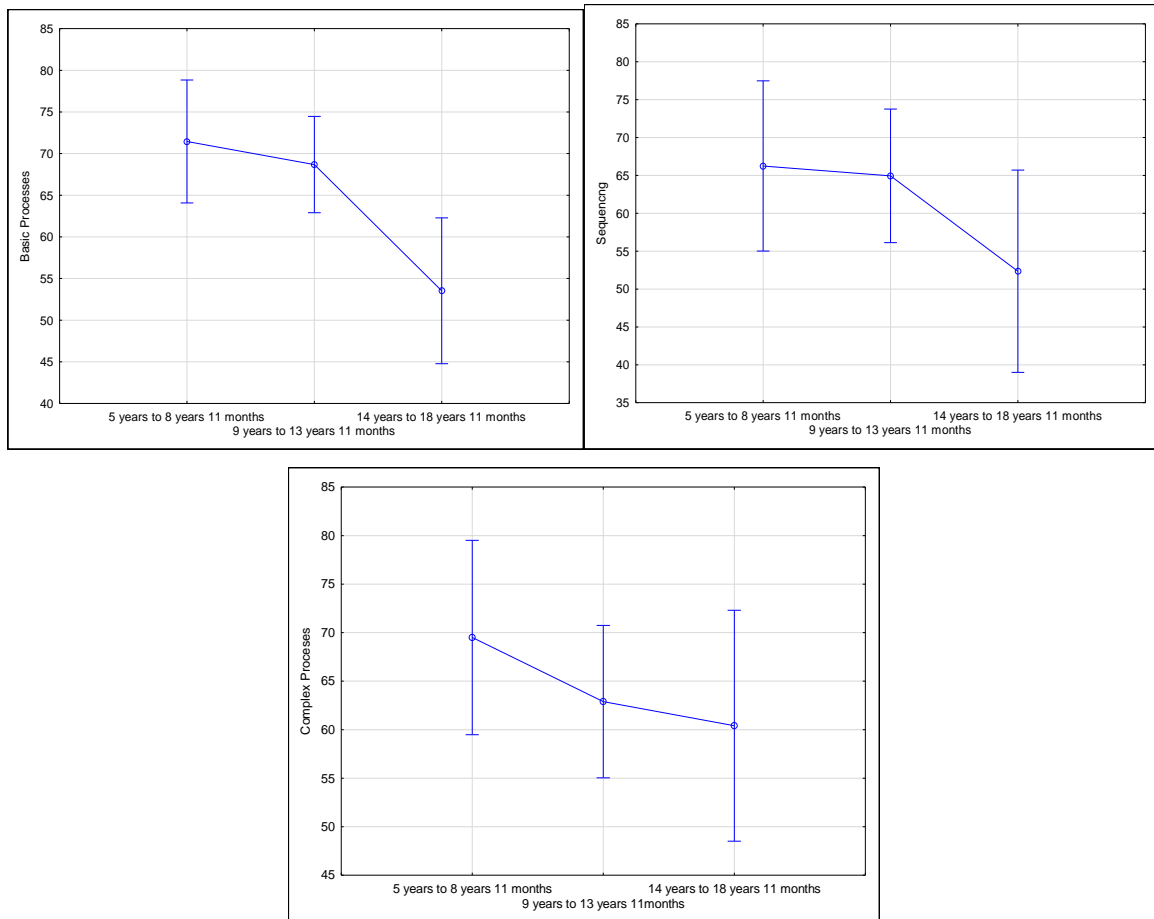 85
80
75
70
65
60
55
50
45
40
Basic Processes
5 years to 8 years 11 months
14 years to 18 years 11 months
9 years to 13 years 11 months
85
80
75
70
65
60
55
50
45
40
35
Sequencng
5 years to 8 years 11 months
14 years to 18 years 11 months
9 years to 13 years 11 months
85
80
75
70
65
60
55
50
45
Complex Proceses
5 years to 8 years 11 months
14 years to 18 years 11 months
9 years to 13 years 11months